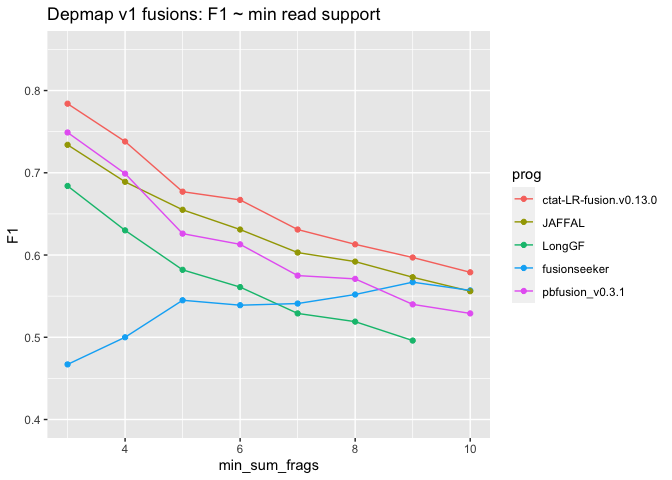 Depmap v1 fusions: F1 ~ min read support
0.8
0.7
0.6
0.5
0.4
F1
4
6
8
10
min_sum_frags
prog
ctat-LR-fusion.v0.13.0
JAFFAL
LongGF
fusionseeker
pbfusion_v0.3.1